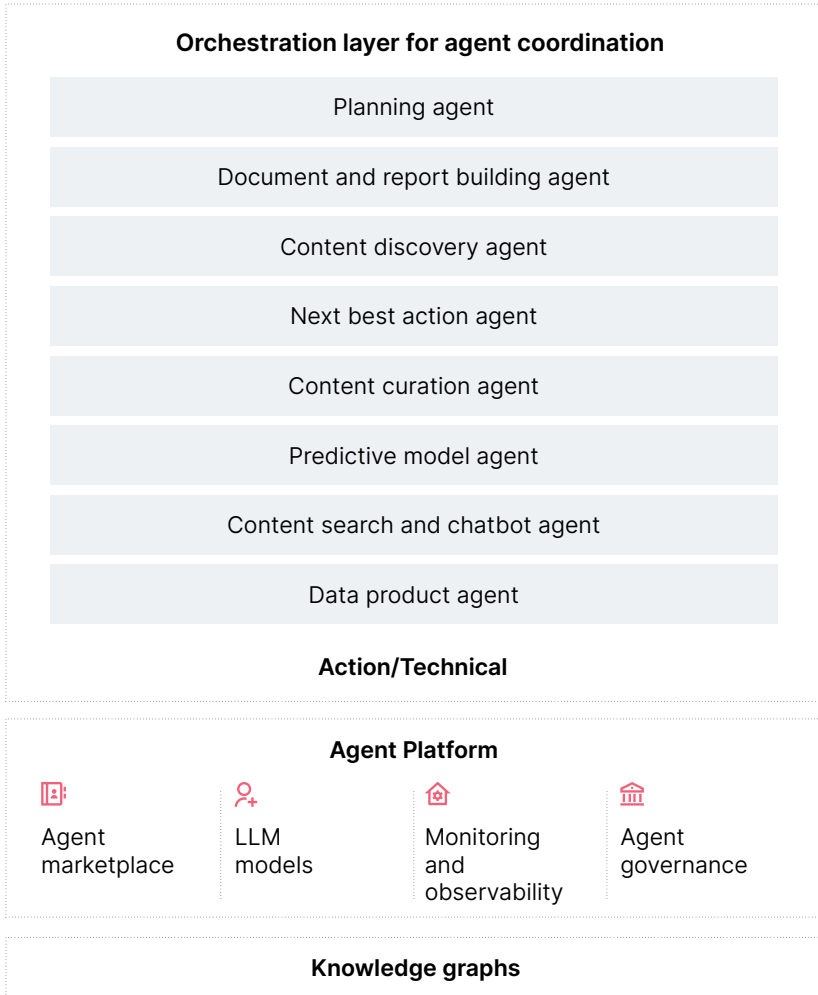 Orchestration layer for agent coordination
Planning agent
Document and report building agent
Content discovery agent
Next best action agent
Content curation agent
Predictive model agent
Content search and chatbot agent
Data product agent
Action/Technical
Agent Platform
Agent
marketplace
LLM
models
Monitoring
and
observability
Agent
governance
Knowledge graphs